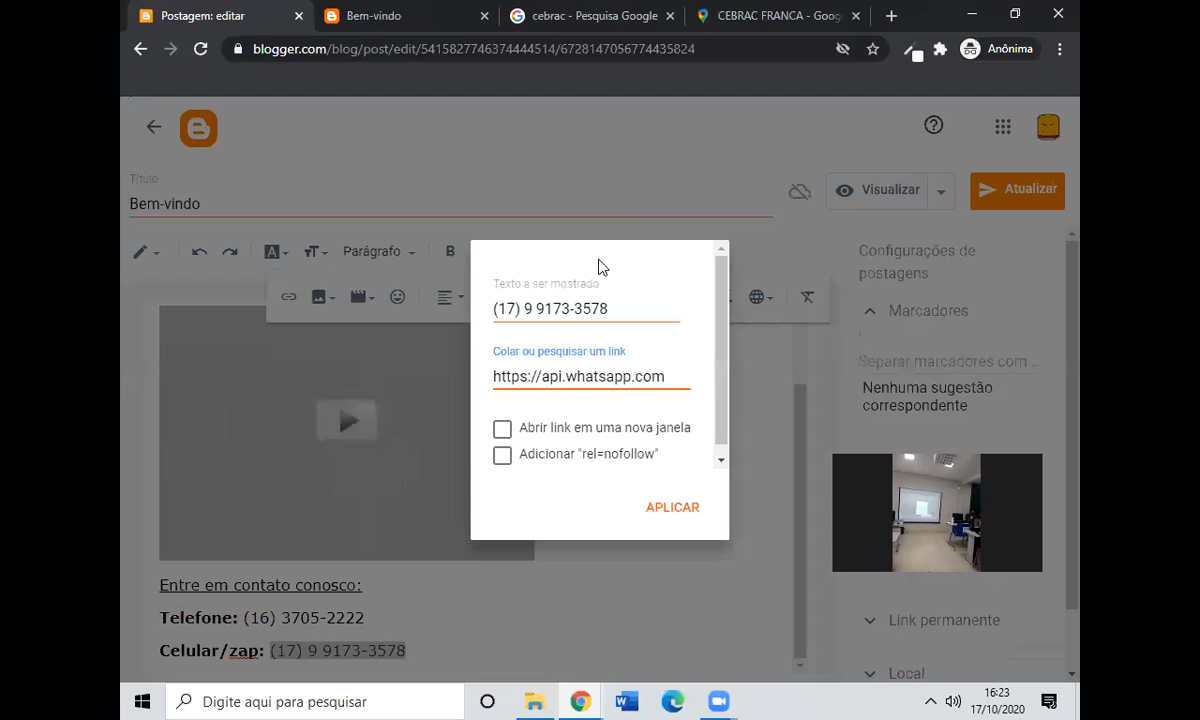 Postagem: editar
Bem-vindo
cebrac - Pesquisa Google
CEBRAC FRANCA - Goog
blogger.com/blog/post/edit/5415827746374444514/6728147056774435824
Anônima
Título
Bem-vindo
Visualizar
Atualizar
Parágrafo
B
Configurações de
postagens
Marcadores
Separar marcadores com ...
Nenhuma sugestão
correspondente
Texto a ser mostrado
(17) 9 9173-3578
Colar ou pesquisar um link
https://api.whatsapp.com
Abrir link em uma nova janela
Adicionar "rel=nofollow"
APLICAR
Entre em contato conosco:
Telefone: (16) 3705-2222
Celular/zap: (17) 9 9173-3578
Link permanente
Local
Digite aqui para pesquisar
16:23
17/10/2020